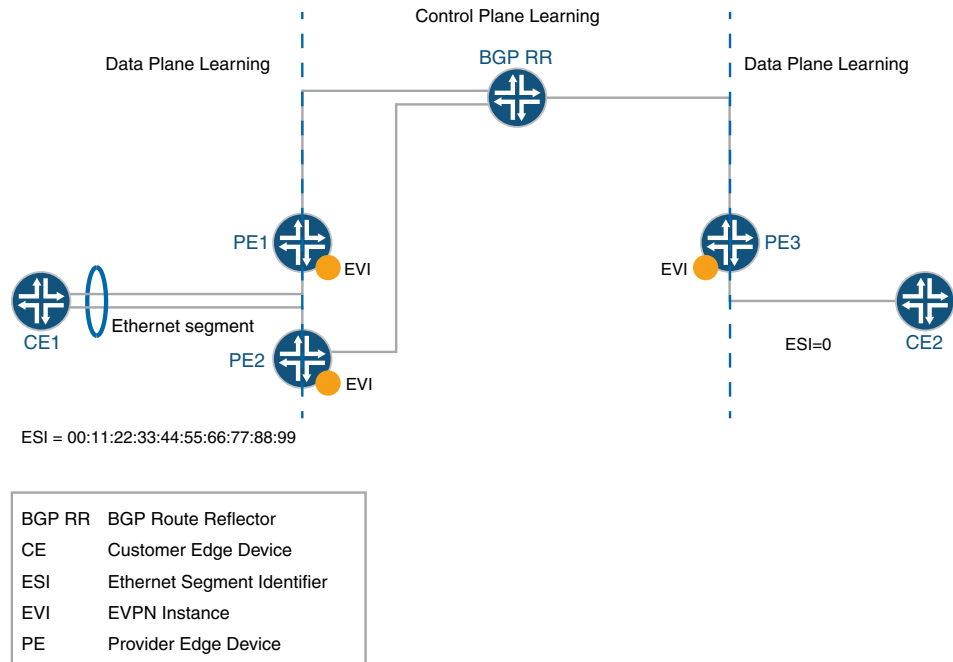 Control Plane Learning
Data Plane Learning
BGP RR
Data Plane Learning
PE1
EVI
PE3
EVI
Ethernet segment
CE1
PE2
EVI
ESI=0
CE2
ESI = 00:11:22:33:44:55:66:77:88:99
BGP RR BGP Route Reflector
CE Customer Edge Device
ESI Ethernet Segment Identifier
EVI EVPN Instance
PE Provider Edge Device